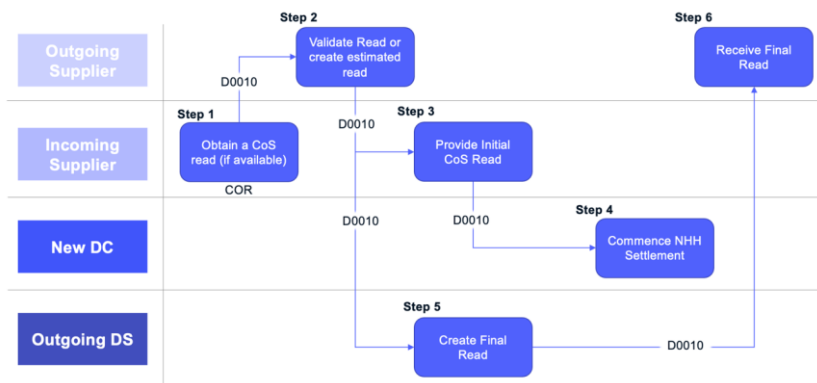 Step 2
Step 6
Outgoing
Supplier
Validate Read or
create estimated
read
Receive Final
Read
D0010
Step 1
Step 3
D0010
Incoming
Supplier
Obtain a CoS
read (if available)
Provide Initial
CoS Read
COR
D0010
D0010
Step 4
New DC
Commence NHH
Settlement
Step 5
Outgoing DS
Create Final
Read
D0010